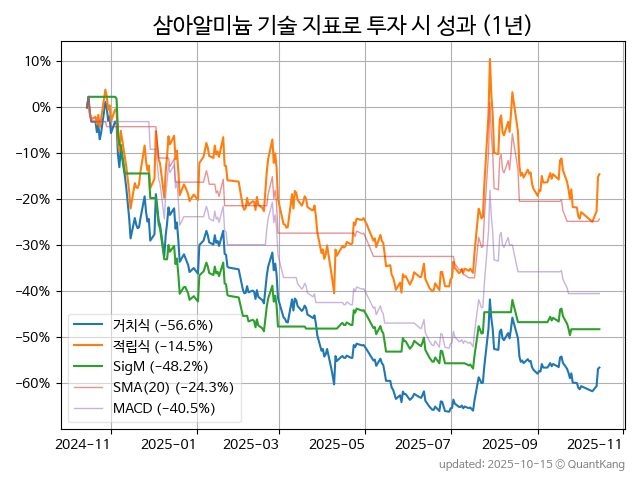 삼아알미늄 기술 지표로 투자 시 성과 (1년)
10%
0%
−10%
−20%
−30%
−40%
−50%
−60%
거치식 (−56.6%)
적립식 (−14.5%)
SigM (−48.2%)
SMA(20) (−24.3%)
MACD (−40.5%)
2024-11
2025-01
2025-03
2025-05
2025-07
2025-09
2025-11
updated: 2025-10-15 © QuantKang